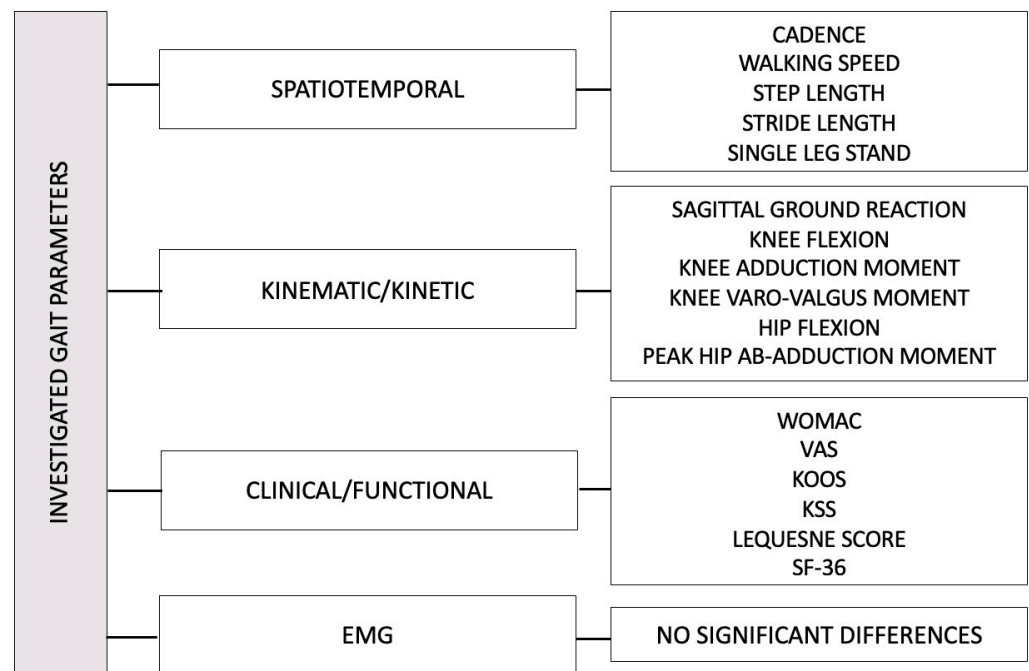 INVESTIGATED GAIT PARAMETERS
SPATIOTEMPORAL
CADENCE
WALKING SPEED
STEP LENGTH
STRIDE LENGTH
SINGLE LEG STAND
KINEMATIC/KINETIC
SAGITTAL GROUND REACTION
KNEE FLEXION
KNEE ADDUCTION MOMENT
KNEE VARO-VALGUS MOMENT
HIP FLEXION
PEAK HIP AB-ADDUCTION MOMENT
CLINICAL/FUNCTIONAL
WOMAC
VAS
KOOS
KSS
LEQUESNE SCORE
SF-36
EMG
NO SIGNIFICANT DIFFERENCES